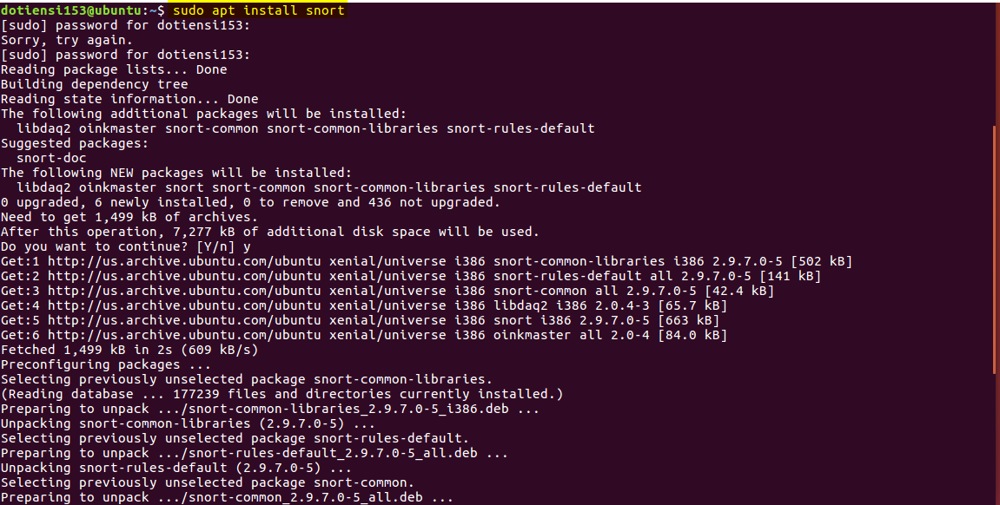 dotiensi153@ubuntu:~$ sudo apt install snort
[sudo] password for dotiensi153:
Sorry, try again.
[sudo] password for dotiensi153:
Reading package lists... Done
Building dependency tree
Reading state information... Done
The following additional packages will be installed:
  libdaq2 oinkmaster snort-common snort-common-libraries snort-rules-default
Suggested packages:
  snort-doc
The following NEW packages will be installed:
  libdaq2 oinkmaster snort snort-common snort-common-libraries snort-rules-default
0 upgraded, 6 newly installed, 0 to remove and 436 not upgraded.
Need to get 1,499 kB of archives.
After this operation, 7,277 kB of additional disk space will be used.
Do you want to continue? [Y/n] y
Get:1 http://us.archive.ubuntu.com/ubuntu xenial/universe i386 snort-common-libraries i386 2.9.7.0-5 [502 kB]
Get:2 http://us.archive.ubuntu.com/ubuntu xenial/universe i386 snort-rules-default all 2.9.7.0-5 [141 kB]
Get:3 http://us.archive.ubuntu.com/ubuntu xenial/universe i386 snort-common all 2.9.7.0-5 [42.4 kB]
Get:4 http://us.archive.ubuntu.com/ubuntu xenial/universe i386 libdaq2 i386 2.0.4-3 [65.7 kB]
Get:5 http://us.archive.ubuntu.com/ubuntu xenial/universe i386 snort i386 2.9.7.0-5 [663 kB]
Get:6 http://us.archive.ubuntu.com/ubuntu xenial/universe i386 oinkmaster all 2.0-4 [84.0 kB]
Fetched 1,499 kB in 2s (609 kB/s)
Preconfiguring packages ...
Selecting previously unselected package snort-common-libraries.
(Reading database ... 177239 files and directories currently installed.)
Preparing to unpack .../snort-common-libraries_2.9.7.0-5_i386.deb ...
Unpacking snort-common-libraries (2.9.7.0-5) ...
Selecting previously unselected package snort-rules-default.
Preparing to unpack .../snort-rules-default_2.9.7.0-5_all.deb ...
Unpacking snort-rules-default (2.9.7.0-5) ...
Selecting previously unselected package snort-common.
Preparing to unpack .../snort-common_2.9.7.0-5_all.deb ...